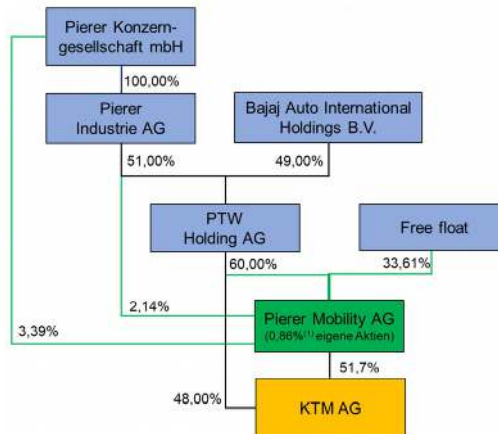 Pierer Konzern-
gesellschaft mbH
100,00%
Pierer
Industrie AG
Bajaj Auto International
Holdings B.V.
51,00%
49,00%
PTW
Holding AG
Free float
60,00%
33,61%
2,14%
Pierer Mobility AG
(0,86%⁽¹⁾ eigene Aktien)
3,39%
51,7%
48,00%
KTM AG